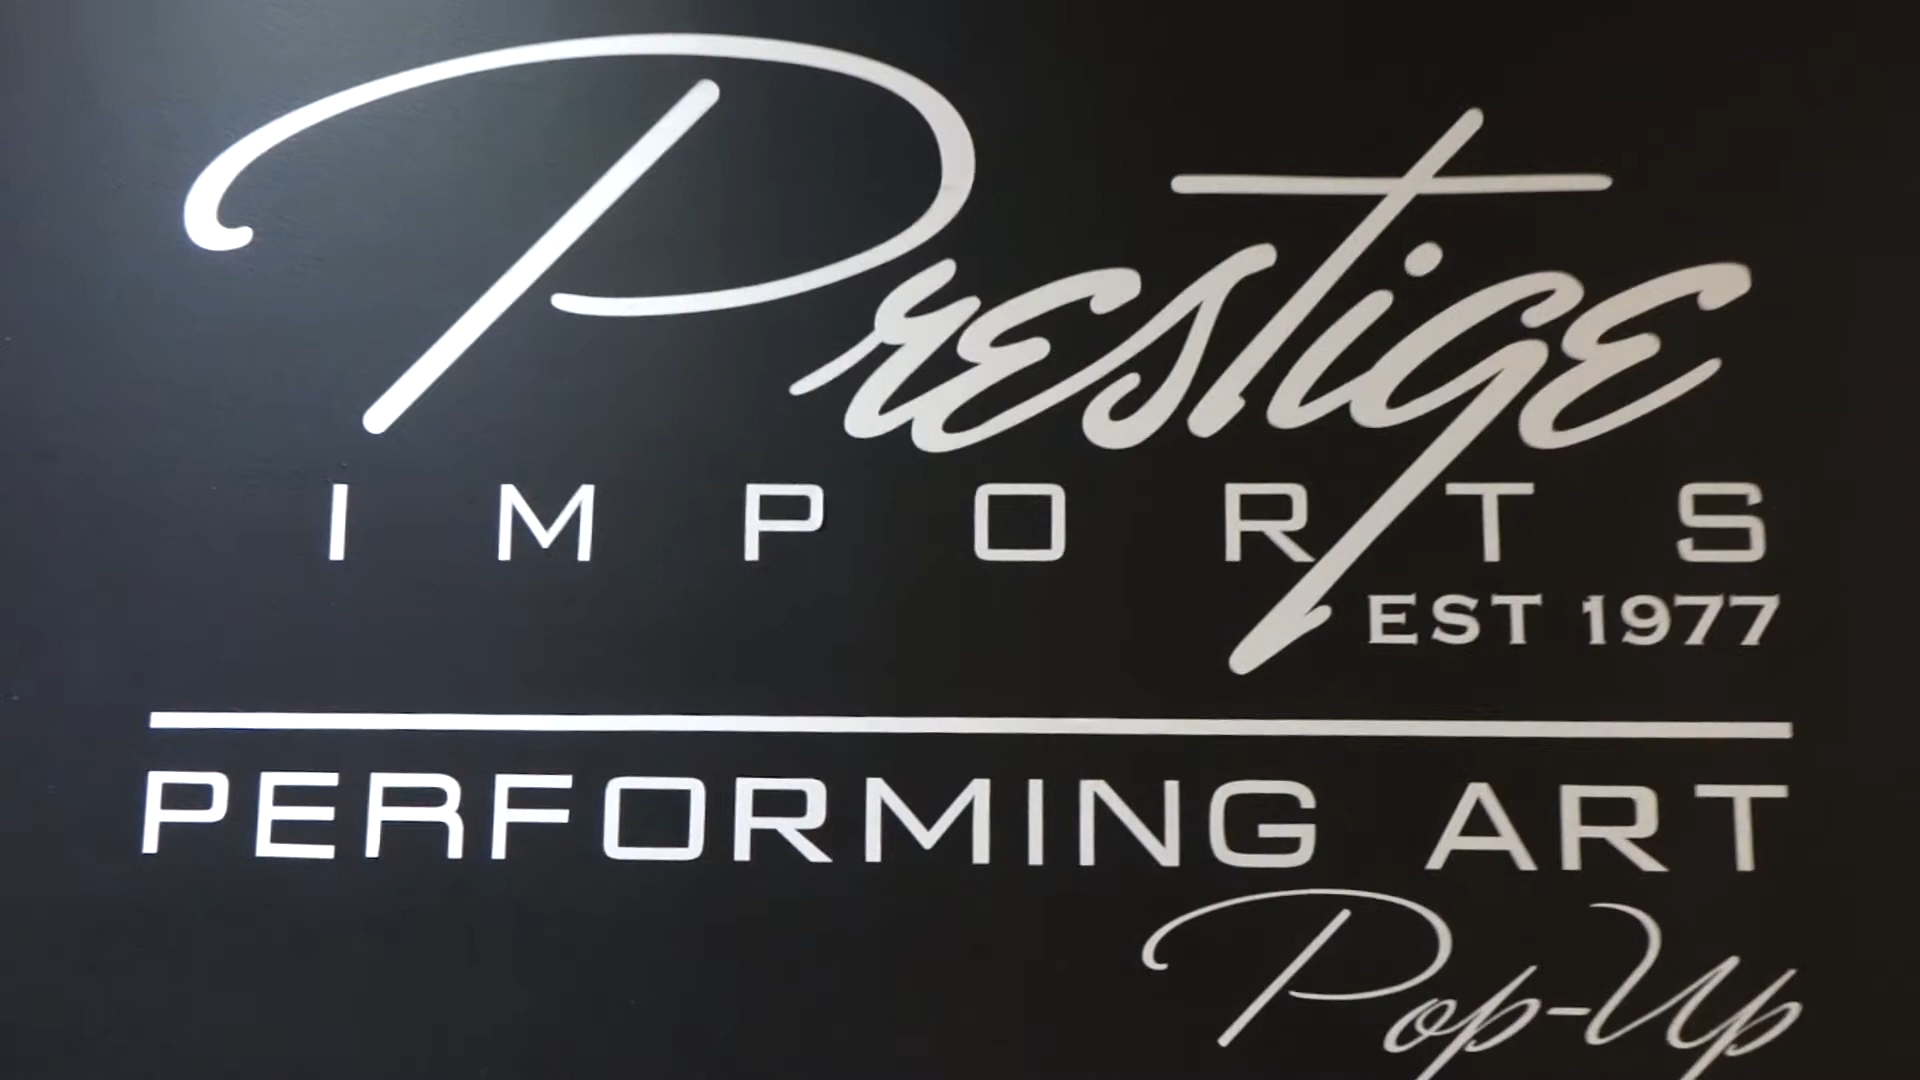 Prestige
IMPORTS
EST 1977
PERFORMING ART
Pop-Up